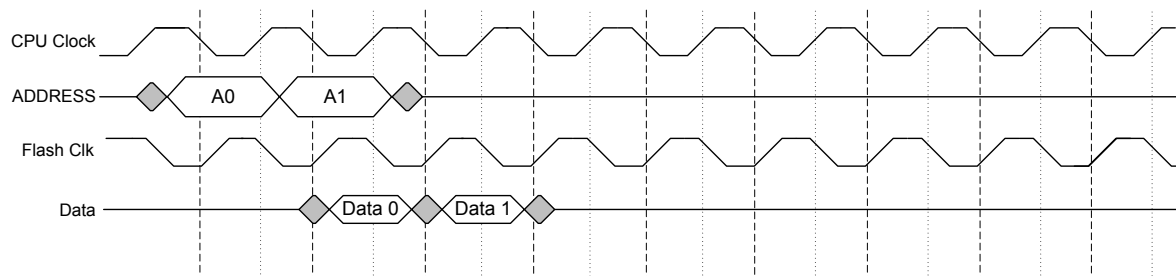 CPU Clock
ADDRESS A0 A1
Flash Clk
Data Data 0 Data 1